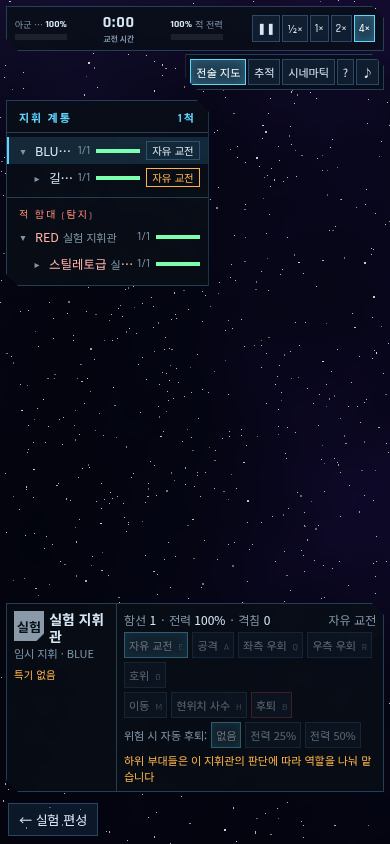 아군 … 100% 0:00 100% 적 전력 ❚❚ ½× 1× 2× 4×
교전 시간
전술 지도 추적 시네마틱 ? ♪
지휘 계통 1척
▾ BLU… 1/1 자유 교전
▸ 길… 1/1 자유 교전
적 함대 (탐지)
▾ RED 실험 지휘관 1/1
▸ 스틸레토급 실… 1/1
실험 실험 지휘관
임시 지휘 · BLUE
특기 없음
함선 1 · 전력 100% · 격침 0 자유 교전
자유 교전 E 공격 A 좌측 우회 Q 우측 우회 R
호위
이동 M 현위치 사수 H 후퇴 B
위험 시 자동 후퇴: 없음 전력 25% 전력 50%
하위 부대들은 이 지휘관의 판단에 따라 역할을 나눠 맡습니다
← 실험 편성